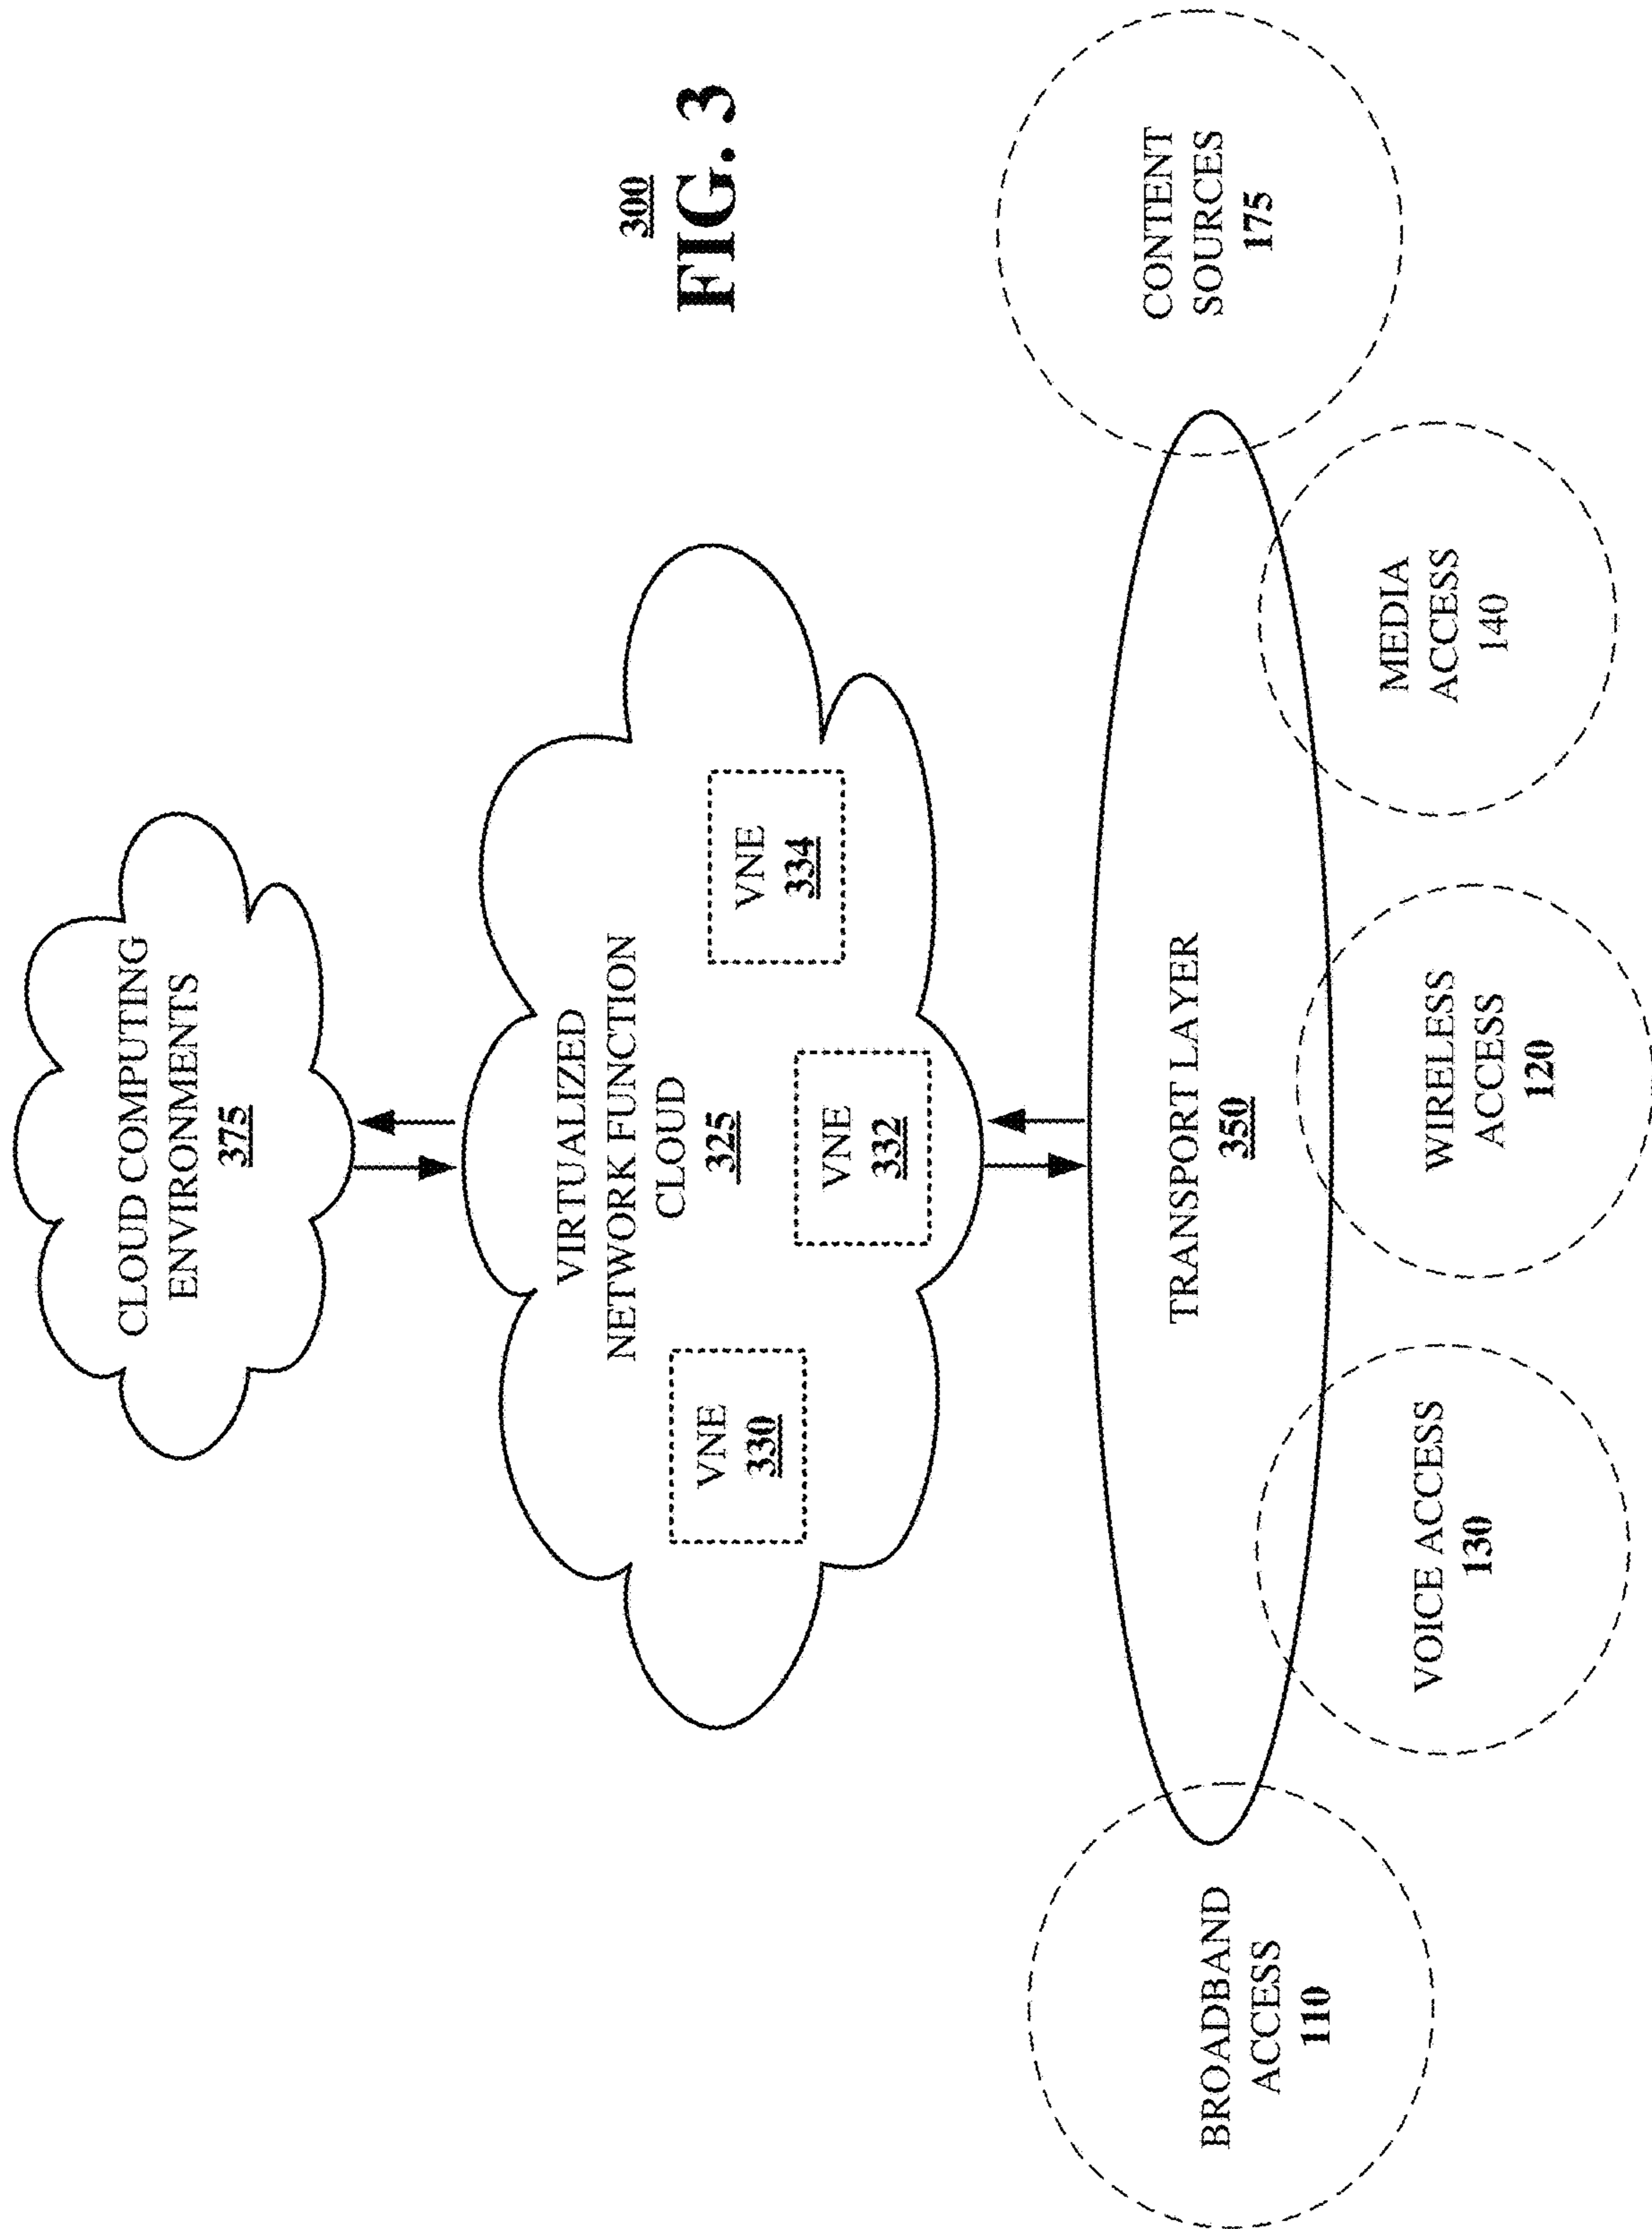 CLOUD COMPUTING
ENVIRONMENTS
375
VIRTUALIZED
NETWORK FUNCTION
CLOUD
325
VNE
330
VNE
332
VNE
334
300
FIG. 3
TRANSPORT LAYER
350
BROADBAND
ACCESS
110
VOICE ACCESS
130
WIRELESS
ACCESS
120
MEDIA
ACCESS
140
CONTENT
SOURCES
175